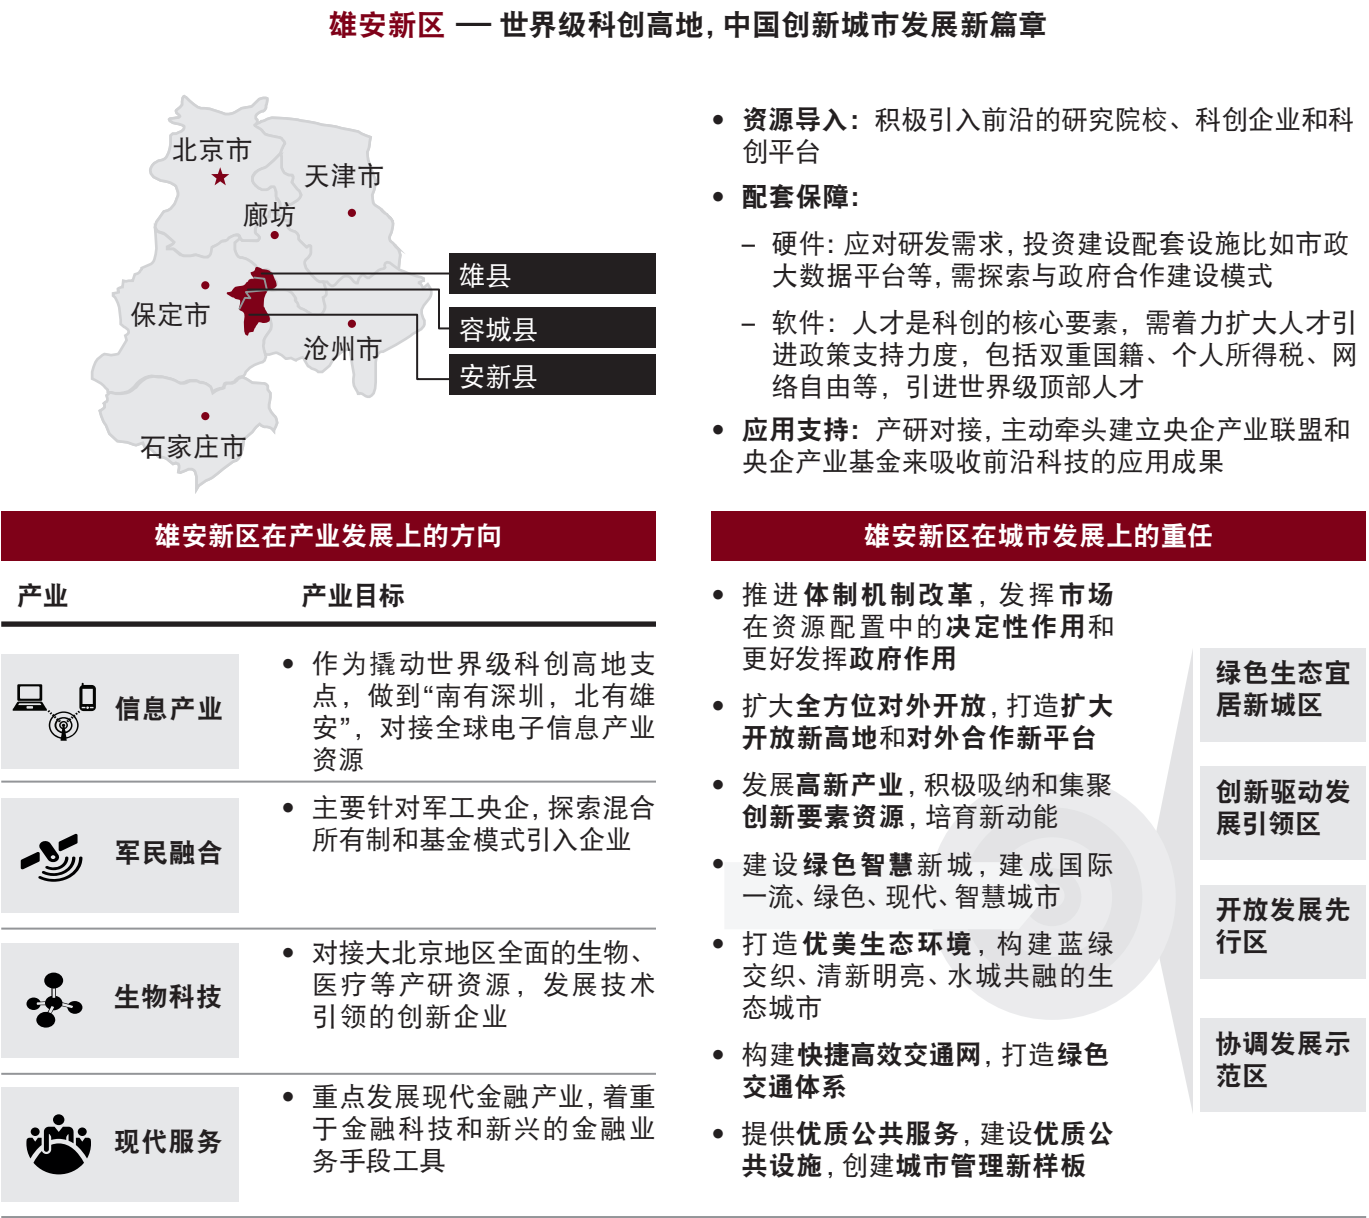 雄安新区 — 世界级科创高地, 中国创新城市发展新篇章
北京市
天津市
廊坊
保定市
沧州市
石家庄市
雄县
容城县
安新县
• 资源导入: 积极引入前沿的研究院校、科创企业和科
创平台
• 配套保障:
– 硬件: 应对研发需求, 投资建设配套设施比如市政
大数据平台等, 需探索与政府合作建设模式
– 软件: 人才是科创的核心要素, 需着力扩大人才引
进政策支持力度, 包括双重国籍、个人所得税、网
络自由等, 引进世界级顶部人才
• 应用支持: 产研对接, 主动牵头建立央企产业联盟和
央企产业基金来吸收前沿科技的应用成果
雄安新区在产业发展上的方向
产业 产业目标
信息产业
• 作为撬动世界级科创高地支
点, 做到“南有深圳, 北有雄
安”, 对接全球电子信息产业
资源
军民融合
• 主要针对军工央企, 探索混合
所有制和基金模式引入企业
生物科技
• 对接大北京地区全面的生物、
医疗等产研资源, 发展技术
引领的创新企业
现代服务
• 重点发展现代金融产业, 着重
于金融科技和新兴的金融业
务手段工具
雄安新区在城市发展上的重任
• 推进体制机制改革, 发挥市场
在资源配置中的决定性作用和
更好发挥政府作用
• 扩大全方位对外开放, 打造扩大
开放新高地和对外合作新平台
• 发展高新产业, 积极吸纳和集聚
创新要素资源, 培育新动能
• 建设绿色智慧新城, 建成国际
一流、绿色、现代、智慧城市
• 打造优美生态环境, 构建蓝绿
交织、清新明亮、水城共融的生
态城市
• 构建快捷高效交通网, 打造绿色
交通体系
• 提供优质公共服务, 建设优质公
共设施, 创建城市管理新样板
绿色生态宜
居新城区
创新驱动发
展引领区
开放发展先
行区
协调发展示
范区